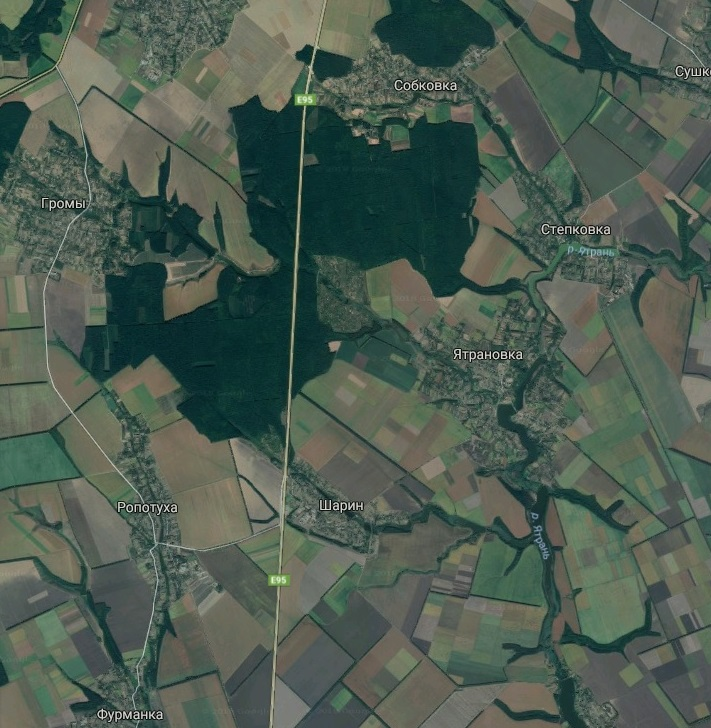 Собковка
Сушк
E95
Громы
Степковка
р. Ятрань
Ятрановка
Ропотуха
Шарин
р. Ятрань
E95
Фурманка